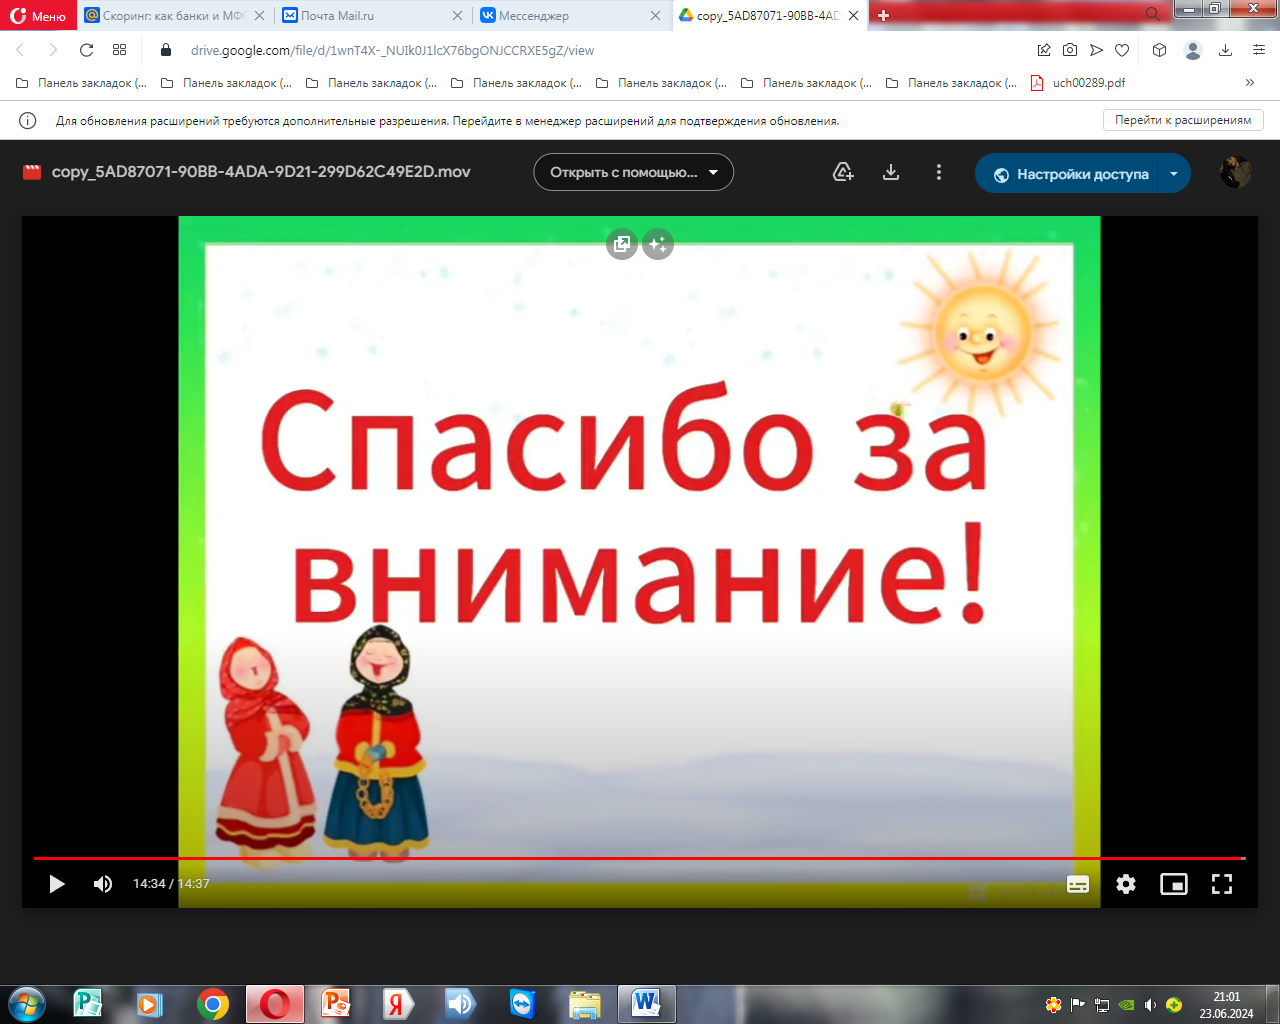 Меню
Скоринг: как банки и МФО
Почта Mail.ru
Мессенджер
copy_5AD87071-90BB-4AD
drive.google.com/file/d/1wnT4X-_NUIk0J1lcX76bgONJCCRXE5gZ/view
Панель закладок (...
Панель закладок (...
Панель закладок (...
Панель закладок (...
Панель закладок (...
Панель закладок (...
Панель закладок (...
uch00289.pdf
Для обновления расширений требуются дополнительные разрешения. Перейдите в менеджер расширений для подтверждения обновления.
Перейти к расширениям
copy_5AD87071-90BB-4ADA-9D21-299D62C49E2D.mov
Открыть с помощью...
Настройки доступа
Спасибо за
внимание!
14:34 / 14:37
21:01
23.06.2024